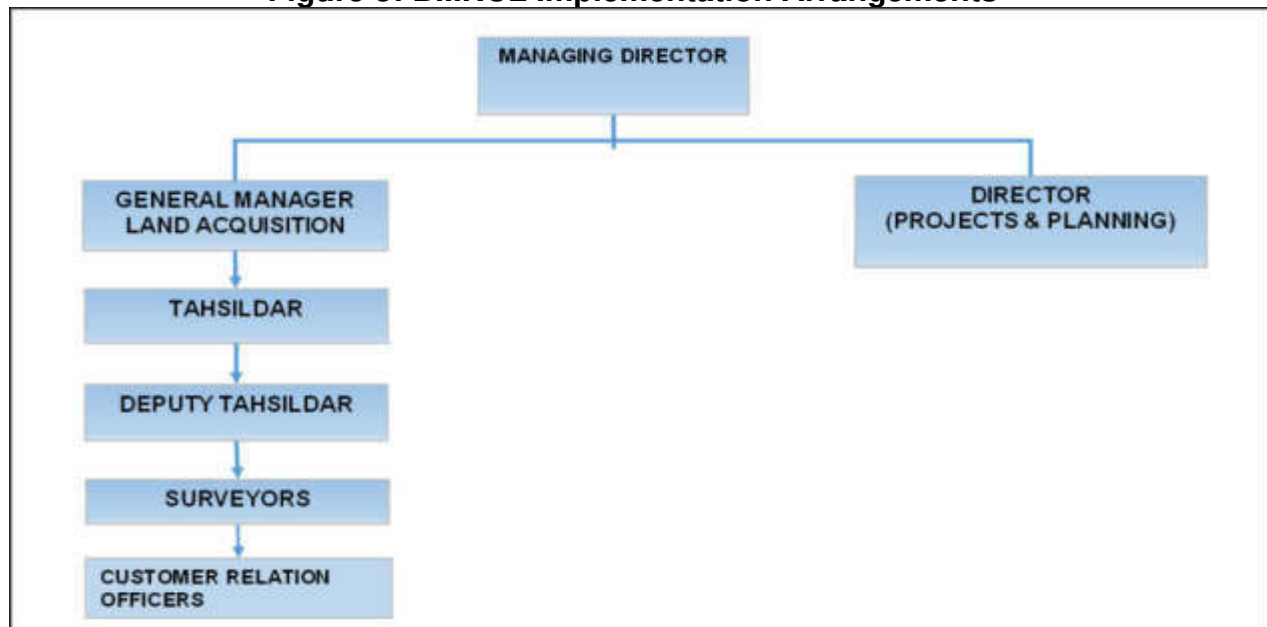 MANAGING DIRECTOR
GENERAL MANAGER
LAND ACQUISITION
DIRECTOR
(PROJECTS & PLANNING)
TAHSILDAR
DEPUTY TAHSILDAR
SURVEYORS
CUSTOMER RELATION
OFFICERS